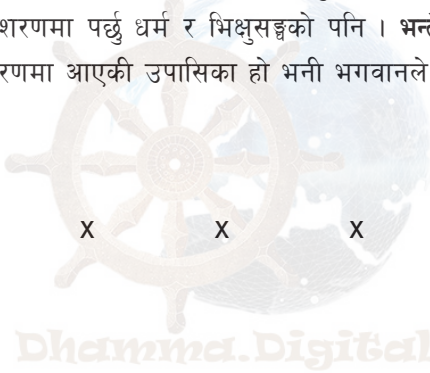 शरणमा पर्छु धर्म र भिक्षुसङ्घको पनि । भन्ते
रणमा आएकी उपासिका हो भनी भगवानले
X X X
Dhamma.Digital